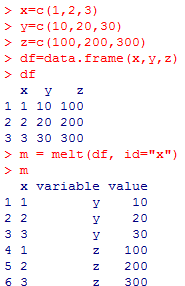 > x=c(1,2,3)
> y=c(10,20,30)
> z=c(100,200,300)
> df=data.frame(x,y,z)
> df
  x  y   z
1 1 10 100
2 2 20 200
3 3 30 300
> m = melt(df, id="x")
> m
  x variable value
1 1        y    10
2 2        y    20
3 3        y    30
4 1        z   100
5 2        z   200
6 3        z   300